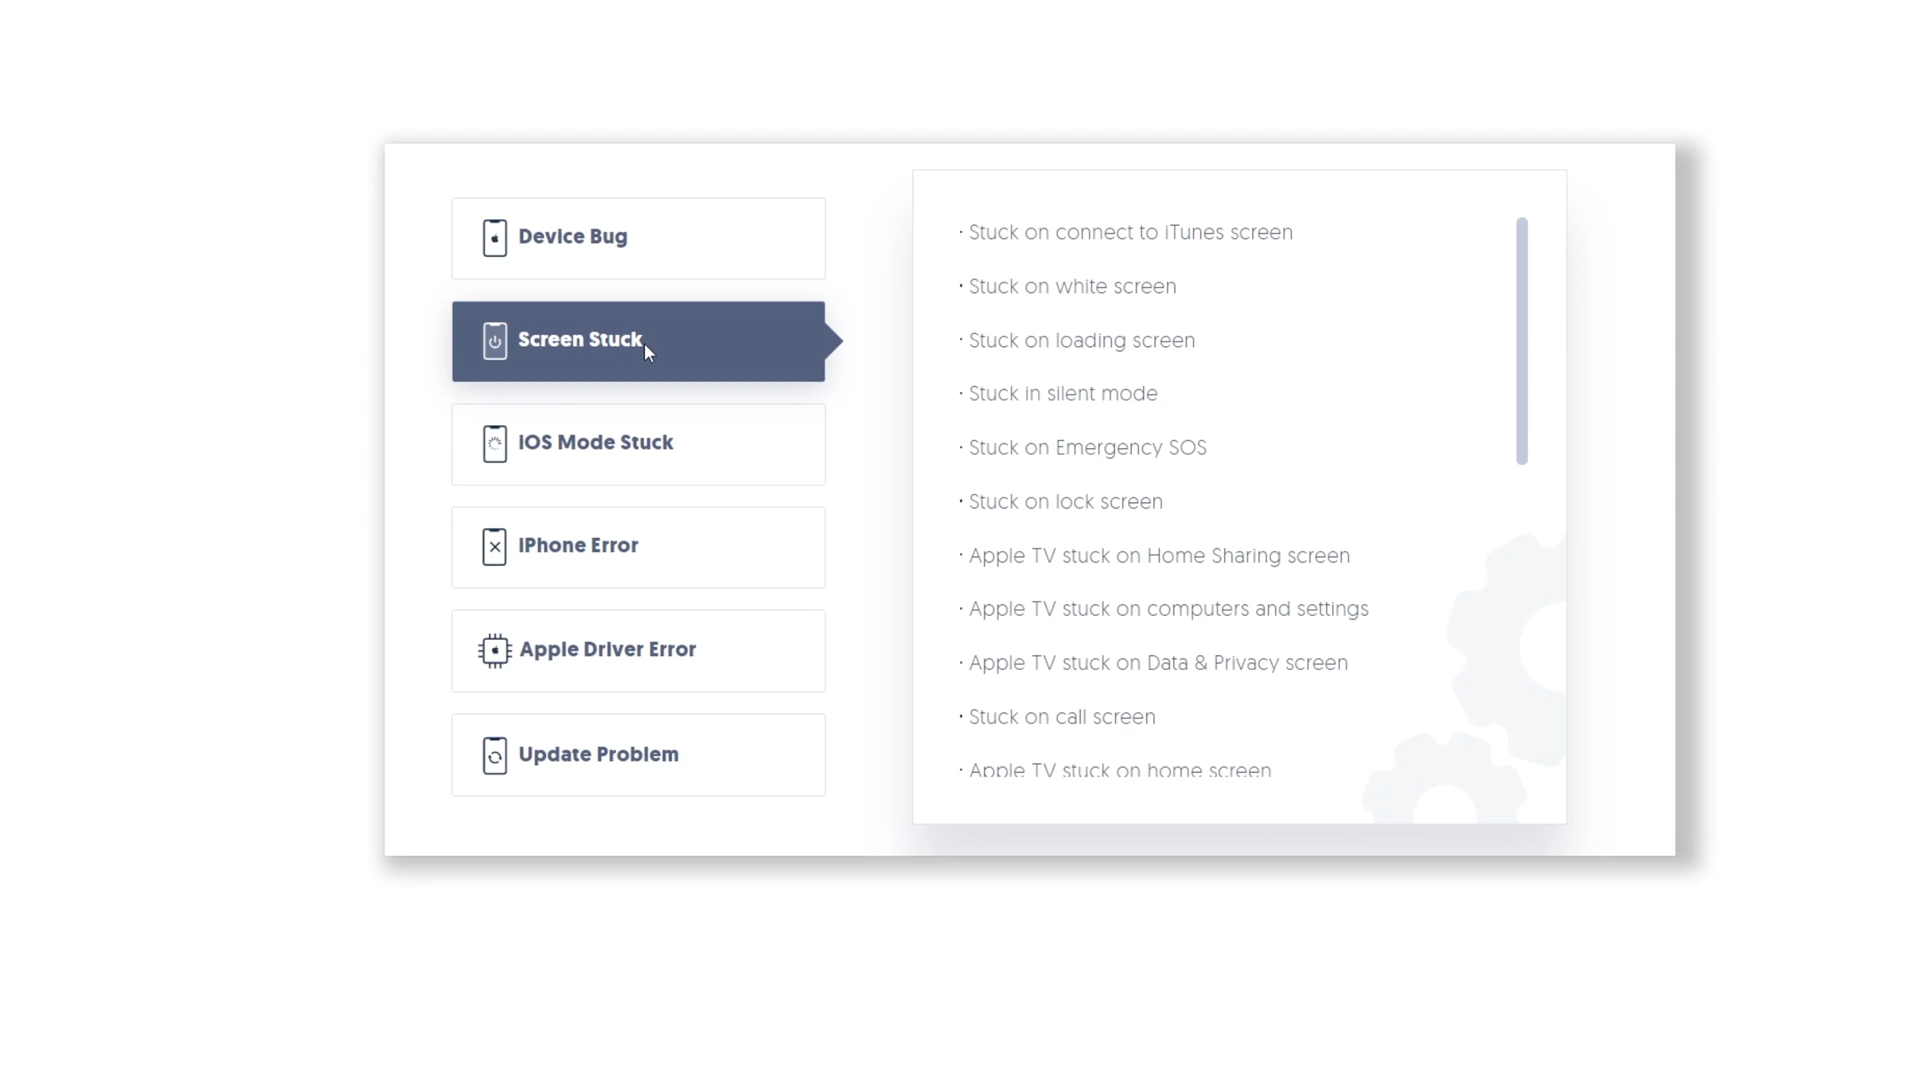 Device Bug
Screen Stuck
IOS Mode Stuck
IPhone Error
Apple Driver Error
Update Problem
· Stuck on connect to iTunes screen
· Stuck on white screen
· Stuck on loading screen
· Stuck in silent mode
· Stuck on Emergency SOS
· Stuck on lock screen
· Apple TV stuck on Home Sharing screen
· Apple TV stuck on computers and settings
· Apple TV stuck on Data & Privacy screen
· Stuck on call screen
· Apple TV stuck on home screen